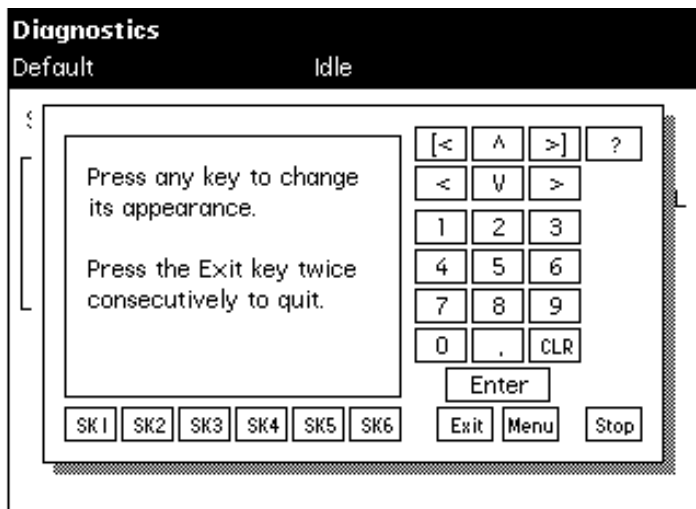 Diagnostics
Default Idle
Press any key to change
its appearance.
Press the Exit key twice
consecutively to quit.
[< ^ >] ?
< V >
1 2 3
4 5 6
7 8 9
0 . CLR
Enter
SK1 SK2 SK3 SK4 SK5 SK6 Exit Menu Stop